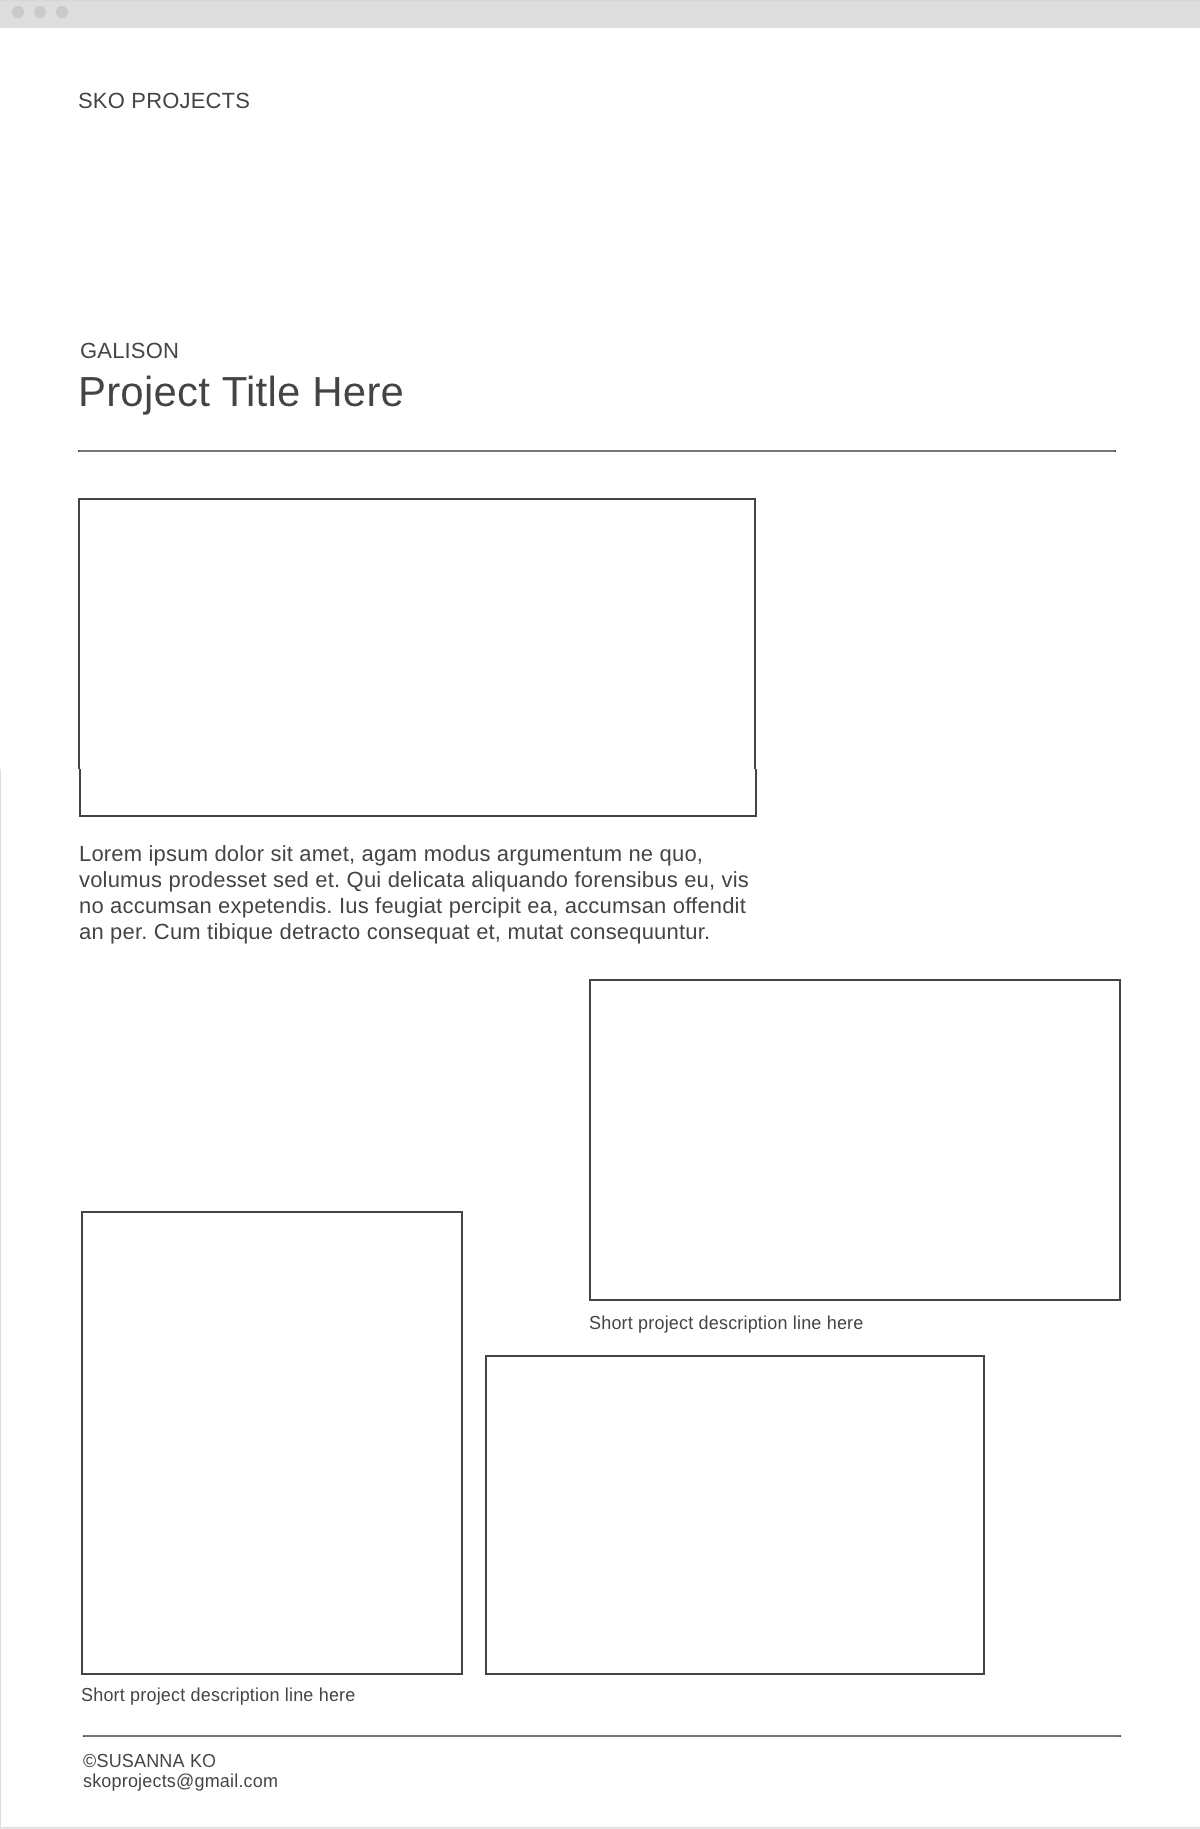 SKO PROJECTS
GALISON
Project Title Here
Lorem ipsum dolor sit amet, agam modus argumentum ne quo,
volumus prodesset sed et. Qui delicata aliquando forensibus eu, vis
no accumsan expetendis. Ius feugiat percipit ea, accumsan offendit
an per. Cum tibique detracto consequat et, mutat consequuntur.
Short project description line here
Short project description line here
©SUSANNA KO
skoprojects@gmail.com